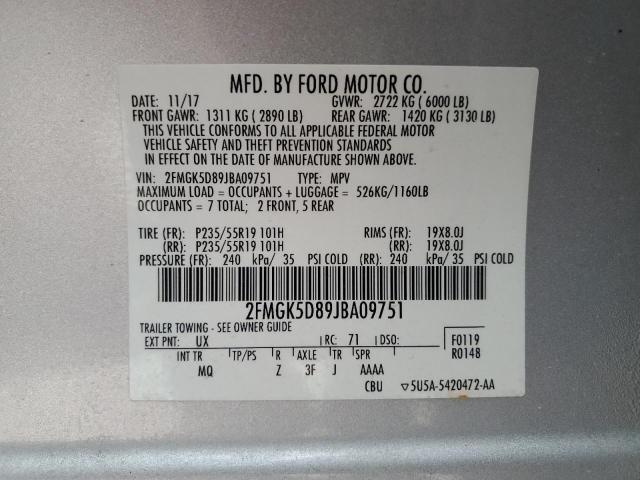 MFD. BY FORD MOTOR CO.
DATE: 11/17 GVWR: 2722 KG ( 6000 LB)
FRONT GAWR: 1311 KG ( 2890 LB) REAR GAWR: 1420 KG ( 3130 LB)
THIS VEHICLE CONFORMS TO ALL APPLICABLE FEDERAL MOTOR
VEHICLE SAFETY AND THEFT PREVENTION STANDARDS
IN EFFECT ON THE DATE OF MANUFACTURE SHOWN ABOVE.
VIN: 2FMGK5D89JBA09751 TYPE: MPV
MAXIMUM LOAD = OCCUPANTS + LUGGAGE = 526KG/1160LB
OCCUPANTS = 7 TOTAL; 2 FRONT, 5 REAR
TIRE (FR): P235/55R19 101H RIMS (FR): 19X8.0J
(RR): P235/55R19 101H (RR): 19X8.0J
PRESSURE (FR): 240 kPa/ 35 PSI COLD (RR): 240 kPa/ 35 PSI COLD
2FMGK5D89JBA09751
TRAILER TOWING - SEE OWNER GUIDE
EXT PNT: UX RC: 71 DSO: F0119
INT TR TP/PS R AXLE TR SPR R0148
MQ Z 3F J AAAA
CBU ▽5U5A-5420472-AA